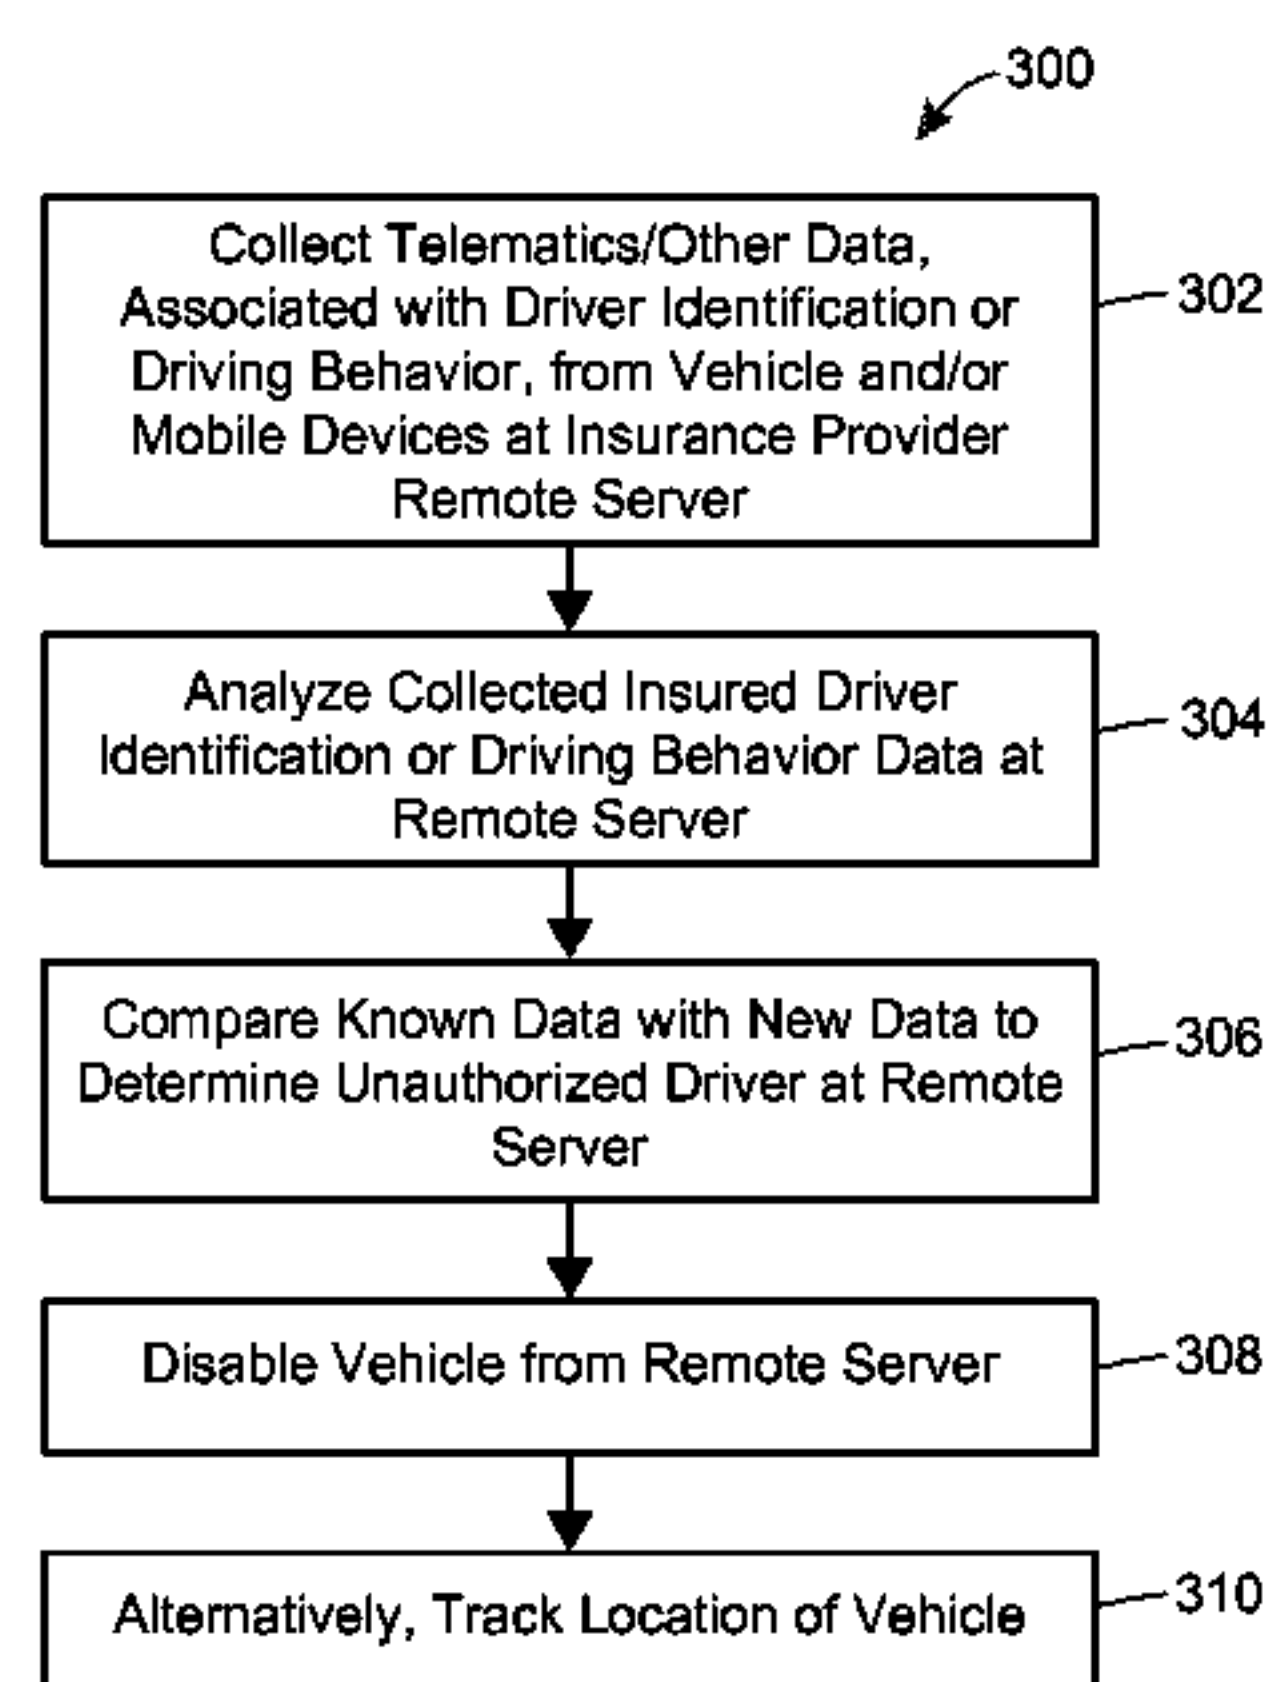 300
Collect Telematics/Other Data,
Associated with Driver Identification or
Driving Behavior, from Vehicle and/or
Mobile Devices at Insurance Provider
Remote Server
302
Analyze Collected Insured Driver
Identification or Driving Behavior Data at
Remote Server
304
Compare Known Data with New Data to
Determine Unauthorized Driver at Remote
Server
306
Disable Vehicle from Remote Server
308
Alternatively, Track Location of Vehicle
310